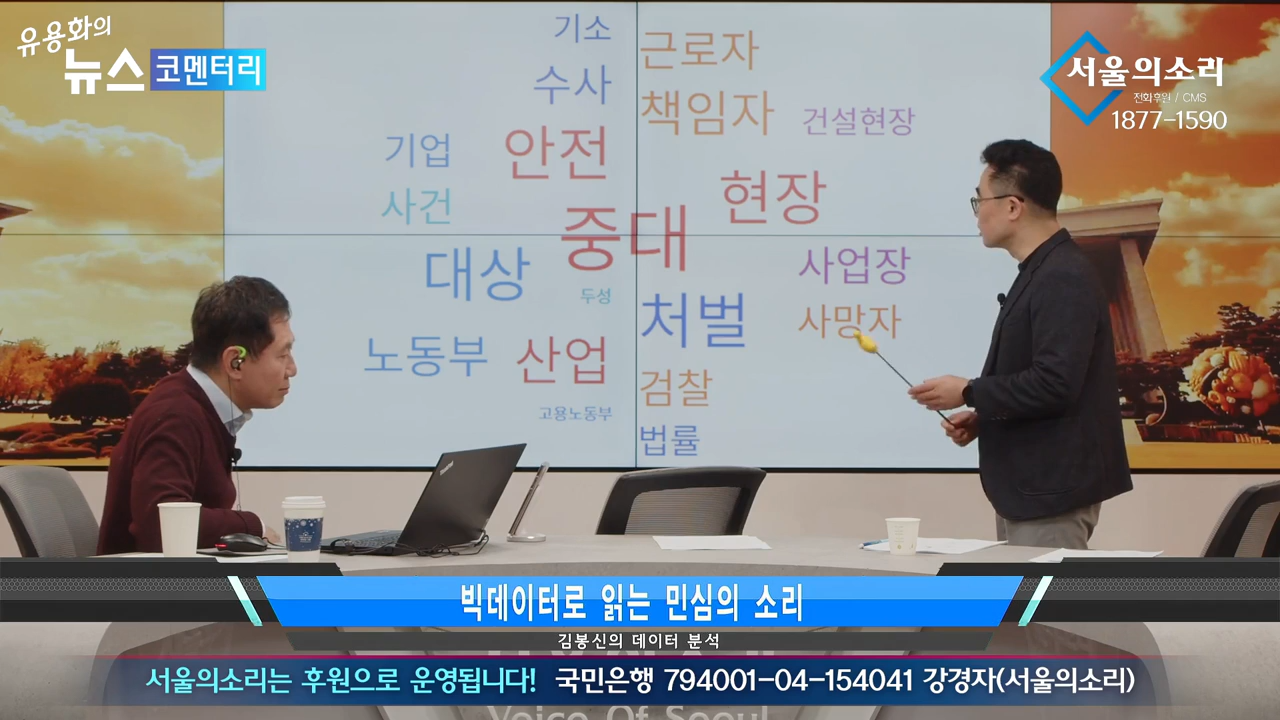 유용화의
뉴스 코멘터리
서울의소리
전화후원 / CMS
1877-1590
기소
근로자
수사
책임자
건설현장
기업
안전
현장
사건
중대
대상
두성
사업장
처벌
사망자
노동부
산업
검찰
고용노동부
법률
ThinkPad
빅데이터로 읽는 민심의 소리
김봉신의 데이터 분석
서울의소리는 후원으로 운영됩니다! 국민은행 794001-04-154041 강경자(서울의소리)
Voice Of Seoul